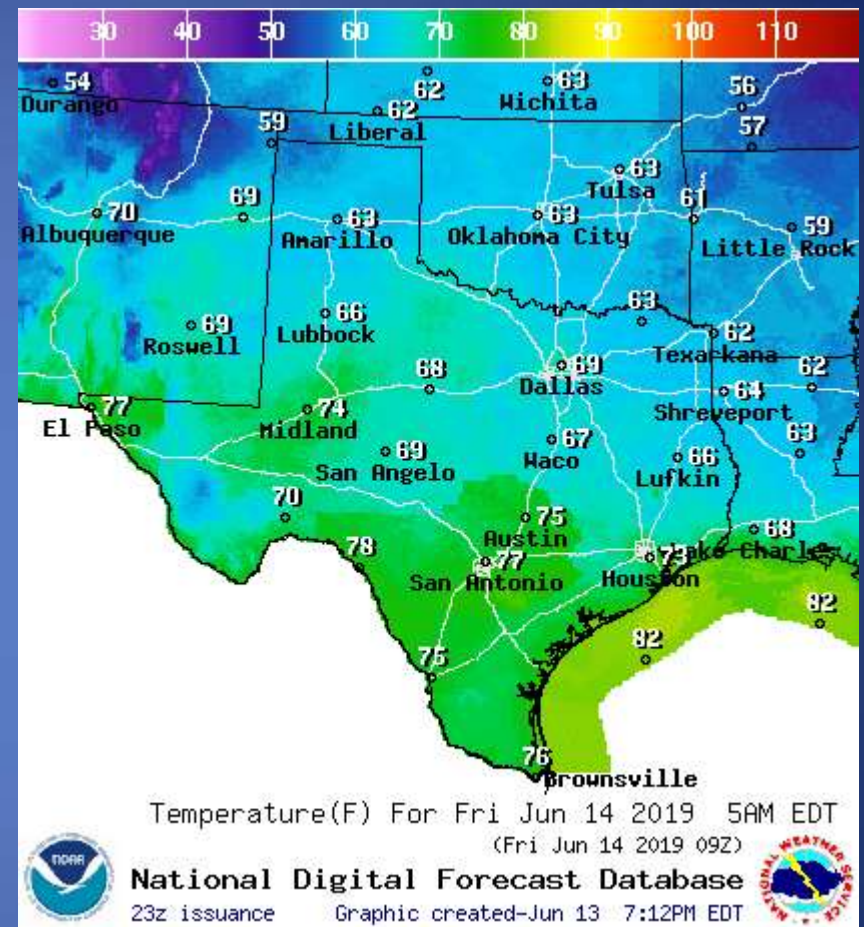 30 40 50 60 70 80 90 100 110
54
Durango
62
62
Liberal
63
Wichita
56
59
57
63
Tulsa
70
Albuquerque
69
63
Amarillo
63
Oklahoma City
61
59
Little Rock
69
Roswell
66
Lubbock
63
62
Texarkana
68
69
Dallas
64
Shreveport
62
77
El Paso
74
Midland
69
San Angelo
67
Waco
66
Lufkin
63
70
75
Austin
68
Lake Charles
78
77
San Antonio
73
Houston
82
82
75
76
Brownsville
Temperature(F) For Fri Jun 14 2019 5AM EDT
(Fri Jun 14 2019 09Z)
National Digital Forecast Database
23z issuance Graphic created-Jun 13 7:12PM EDT
NOAA
NATIONAL WEATHER SERVICE